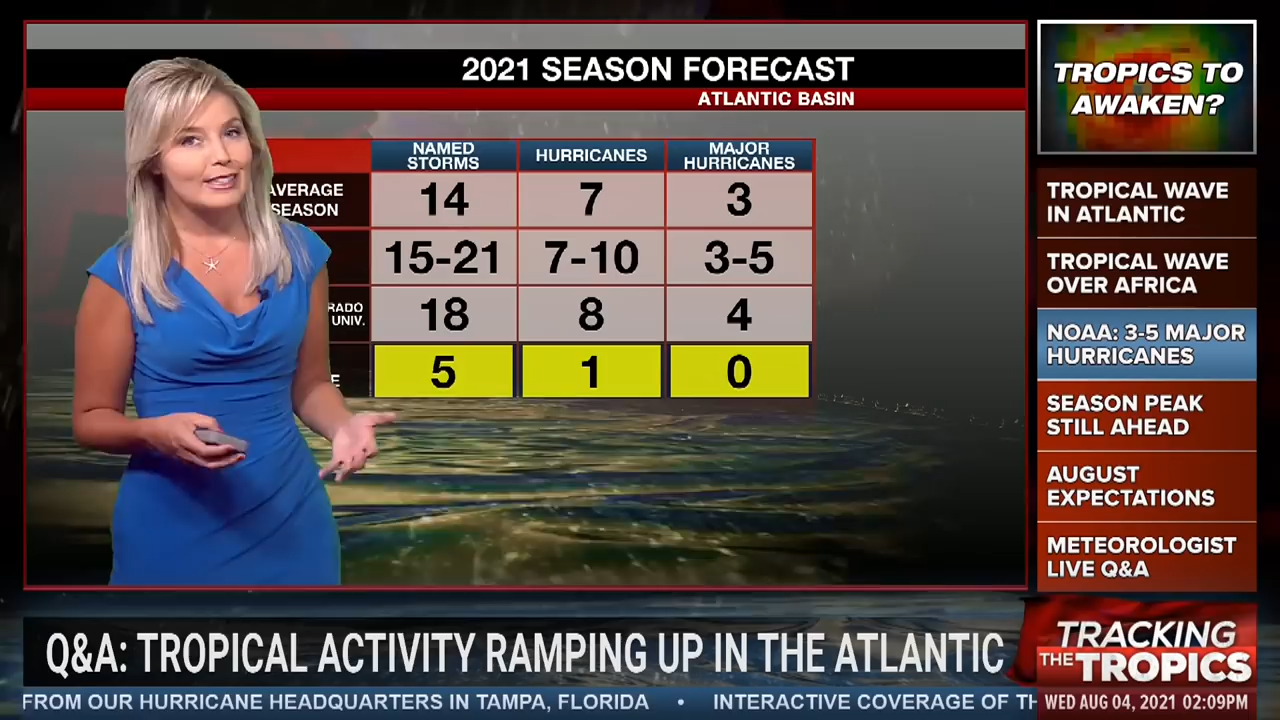 2021 SEASON FORECAST
ATLANTIC BASIN
NAMED
STORMS
HURRICANES
MAJOR
HURRICANES
AVERAGE
SEASON
14
7
3
15-21
7-10
3-5
RADO
UNIV.
18
8
4
E
5
1
0
TROPICS TO
AWAKEN?
TROPICAL WAVE
IN ATLANTIC
TROPICAL WAVE
OVER AFRICA
NOAA: 3-5 MAJOR
HURRICANES
SEASON PEAK
STILL AHEAD
AUGUST
EXPECTATIONS
METEOROLOGIST
LIVE Q&A
Q&A: TROPICAL ACTIVITY RAMPING UP IN THE ATLANTIC
TRACKING
THE TROPICS
FROM OUR HURRICANE HEADQUARTERS IN TAMPA, FLORIDA • INTERACTIVE COVERAGE OF TH
WED AUG 04, 2021 02:09PM